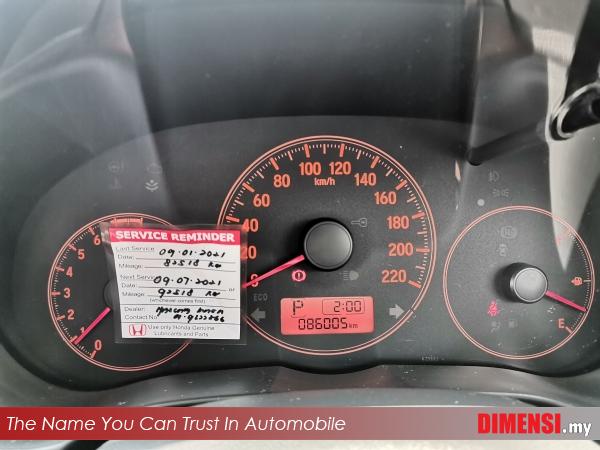 80 100 120 140
60 km/h 160
40 180
20 200
220
6
5
4
3
2
1
0
SERVICE REMINDER
Last Service
Date: 09.01.2021
Mileage: 82518 KM
Next Service
Date: 09.07.2021 or
Mileage: 92518 KM
(whichever comes first)
Dealer:
Contact No.
Use only Honda Genuine
Lubricants and Parts
ECO
P 2:00
086005 km
E
The Name You Can Trust In Automobile
DIMENSI.my